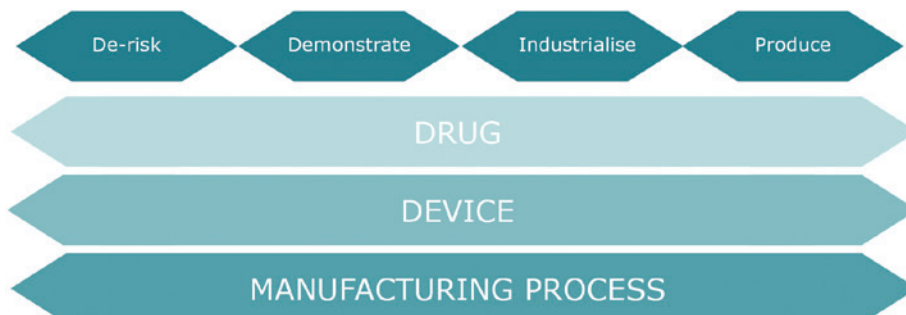 De-risk Demonstrate Industrialise Produce
DRUG
DEVICE
MANUFACTURING PROCESS